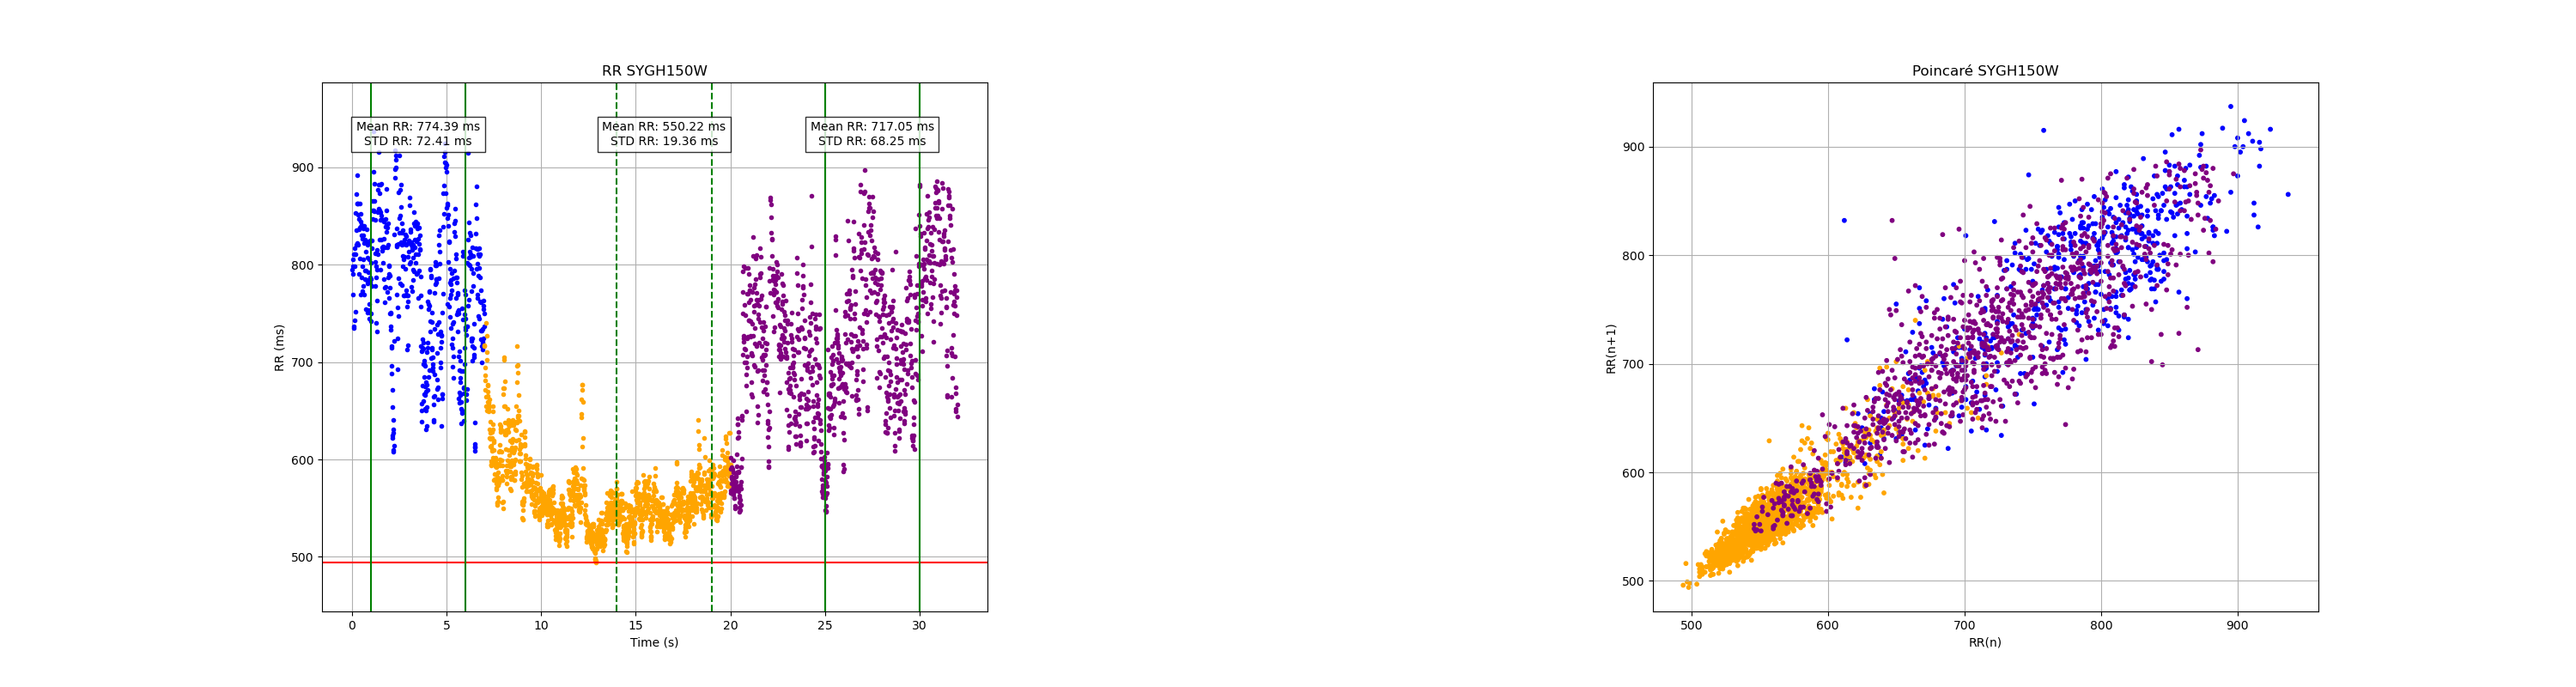 RR SYGH150W
Mean RR: 774.39 ms
STD RR: 72.41 ms
Mean RR: 550.22 ms
STD RR: 19.36 ms
Mean RR: 717.05 ms
STD RR: 68.25 ms
RR (ms)
900
800
700
600
500
0 5 10 15 20 25 30
Time (s)
Poincaré SYGH150W
RR(n+1)
900
800
700
600
500
500 600 700 800 900
RR(n)